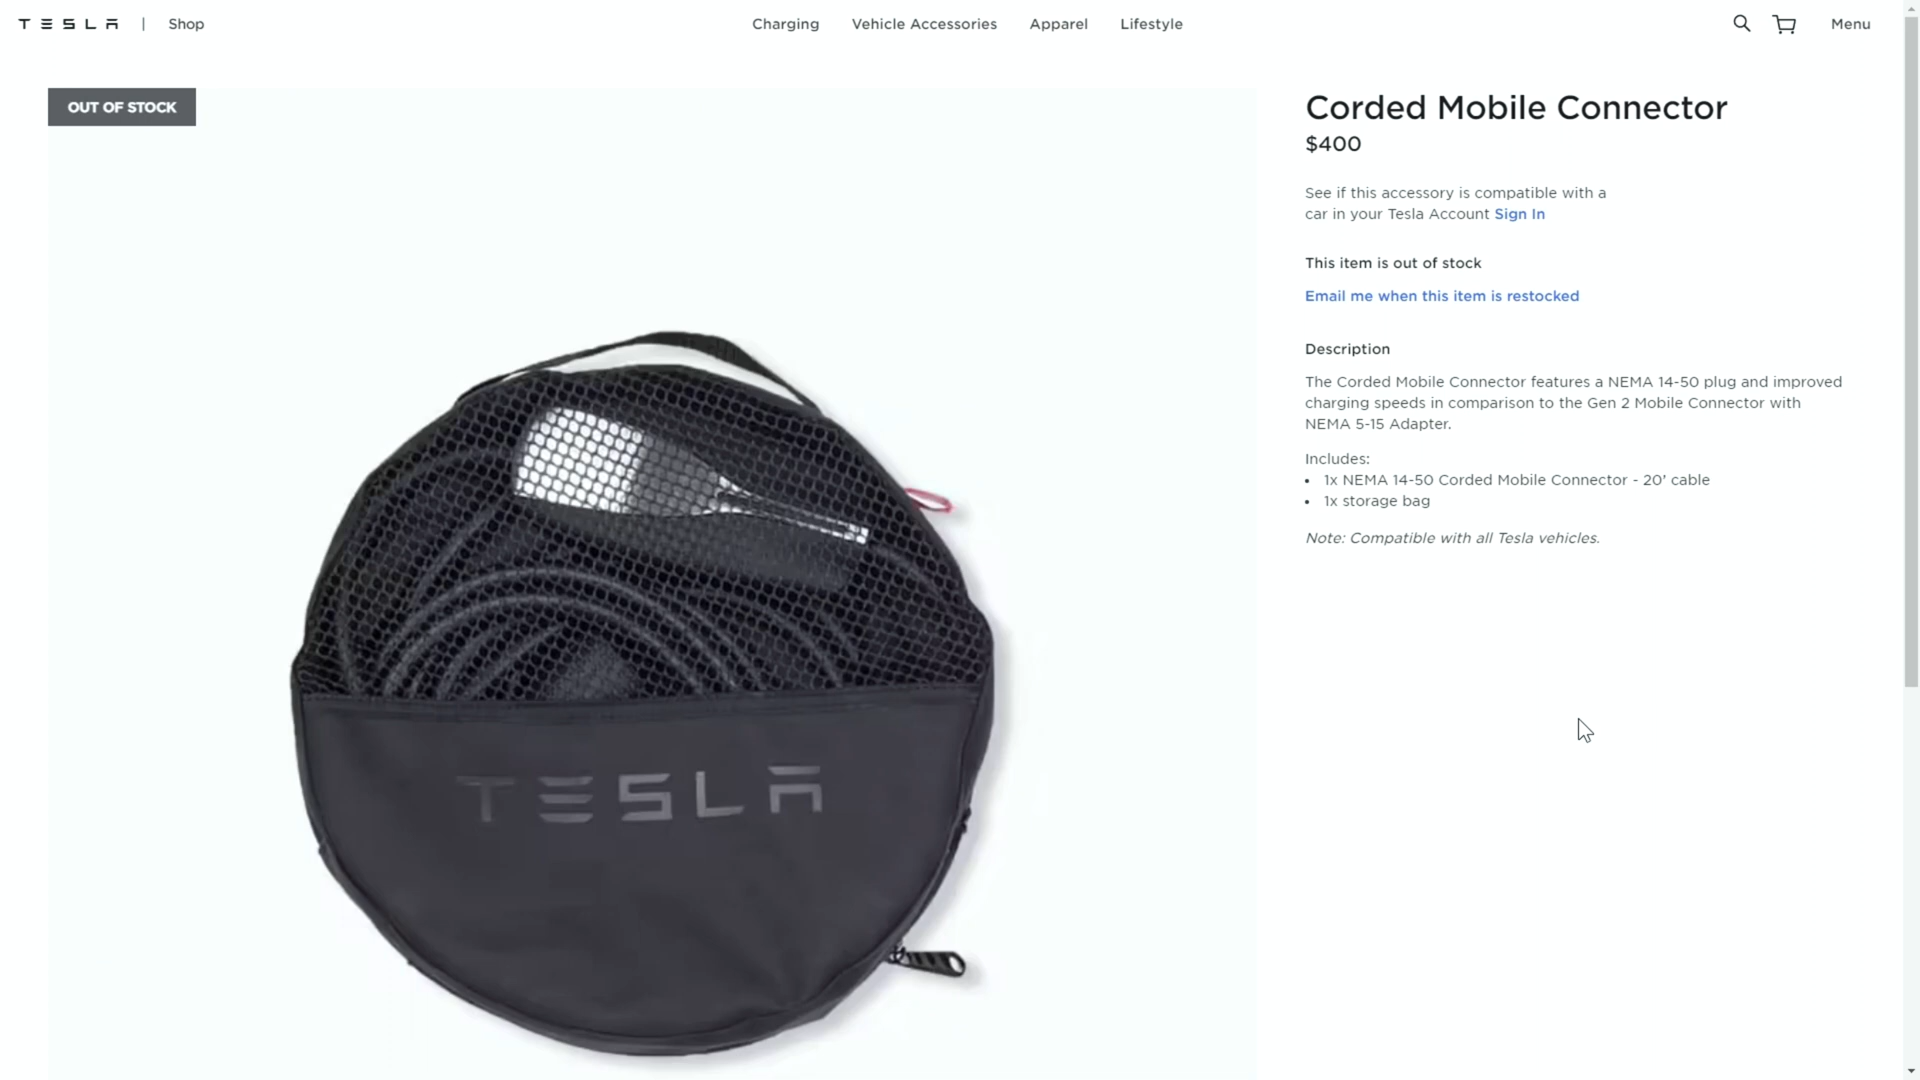 TESLA | Shop
Charging Vehicle Accessories Apparel Lifestyle
Menu
OUT OF STOCK
TESLA
Corded Mobile Connector
$400
See if this accessory is compatible with a
car in your Tesla Account Sign In
This item is out of stock
Email me when this item is restocked
Description
The Corded Mobile Connector features a NEMA 14-50 plug and improved
charging speeds in comparison to the Gen 2 Mobile Connector with
NEMA 5-15 Adapter.
Includes:
• 1x NEMA 14-50 Corded Mobile Connector - 20’ cable
• 1x storage bag
Note: Compatible with all Tesla vehicles.